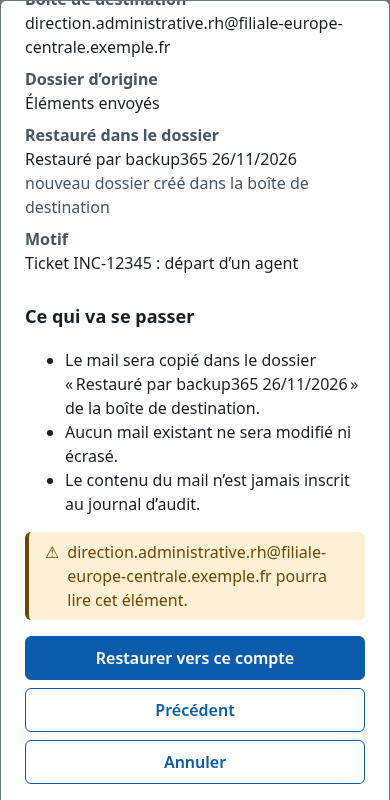 Boîte de destination
direction.administrative.rh@filiale-europe-
centrale.exemple.fr
Dossier d’origine
Éléments envoyés
Restauré dans le dossier
Restauré par backup365 26/11/2026
nouveau dossier créé dans la boîte de
destination
Motif
Ticket INC-12345 : départ d’un agent
Ce qui va se passer
• Le mail sera copié dans le dossier
« Restauré par backup365 26/11/2026 »
de la boîte de destination.
• Aucun mail existant ne sera modifié ni
écrasé.
• Le contenu du mail n’est jamais inscrit
au journal d’audit.
⚠ direction.administrative.rh@filiale-
europe-centrale.exemple.fr pourra
lire cet élément.
Restaurer vers ce compte
Précédent
Annuler